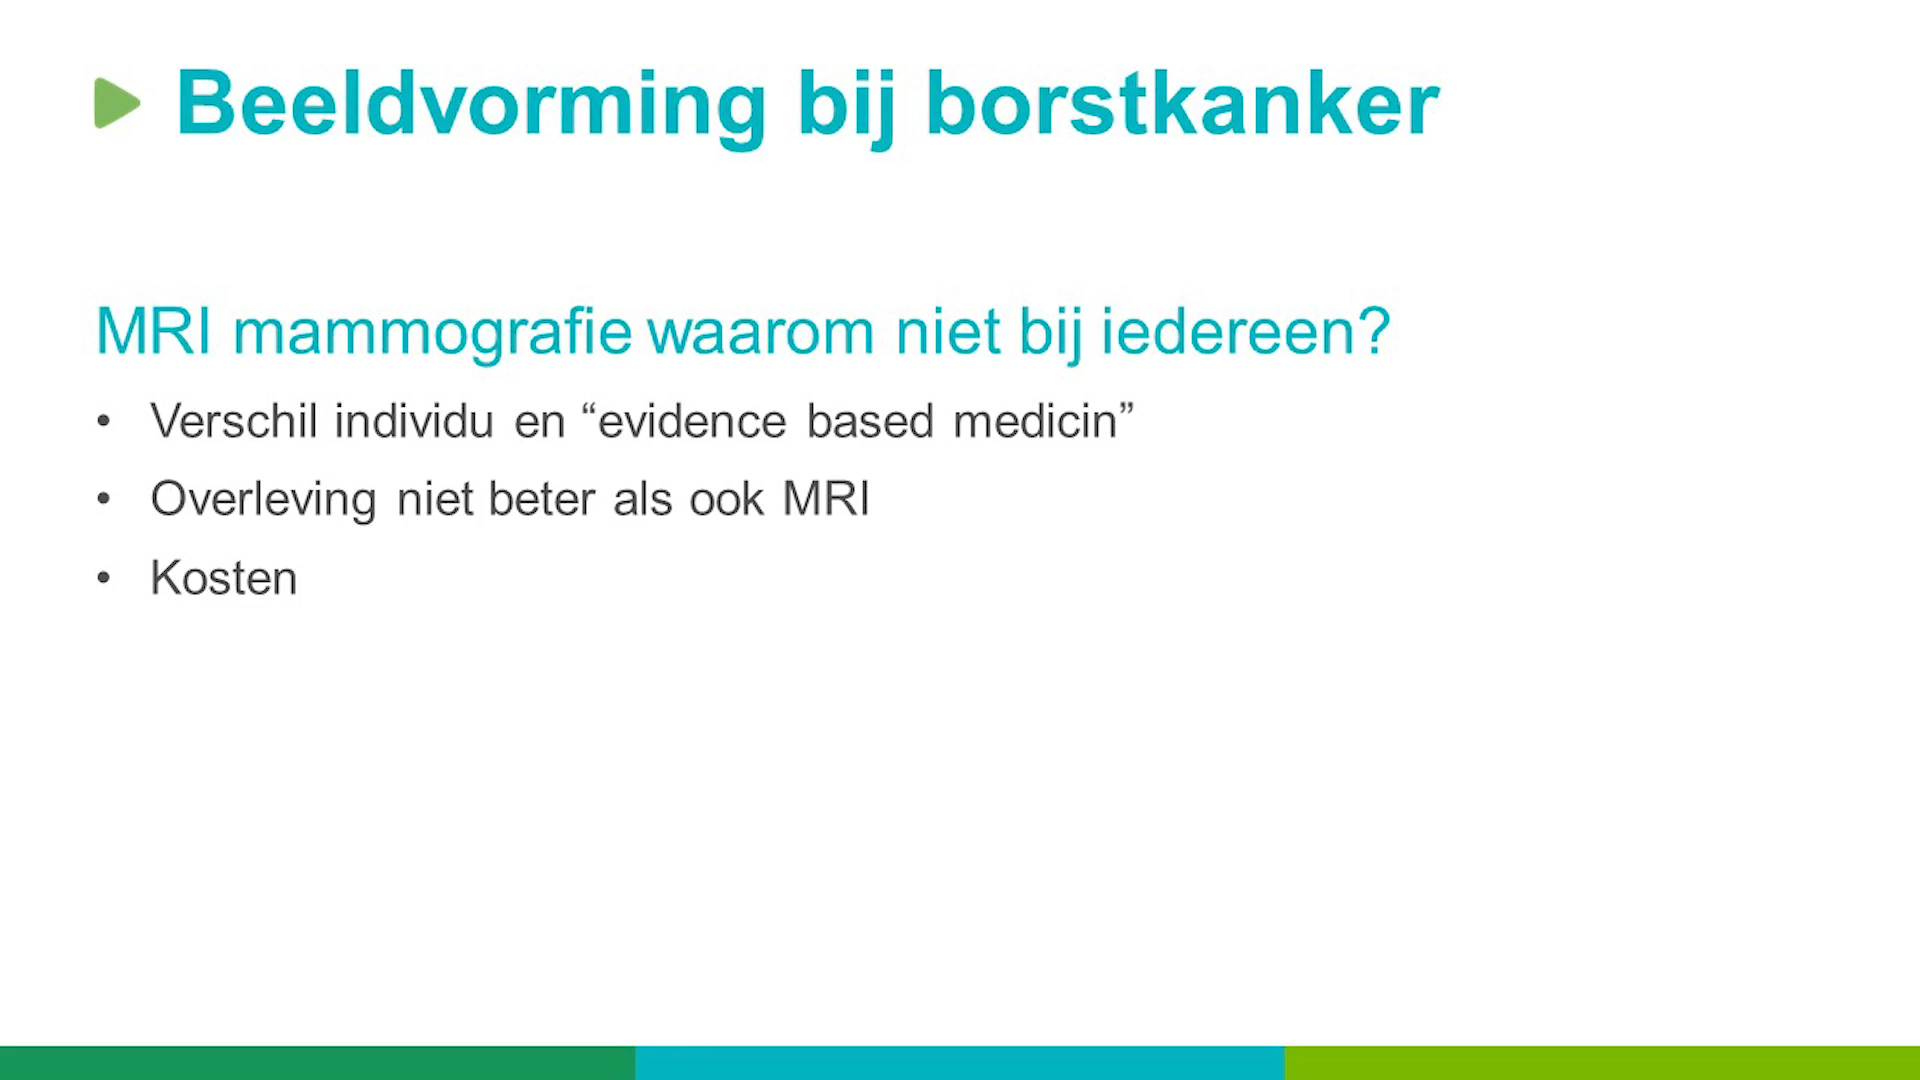 Beeldvorming bij borstkanker
MRI mammografie waarom niet bij iedereen?
• Verschil individu en “evidence based medicin”
• Overleving niet beter als ook MRI
• Kosten